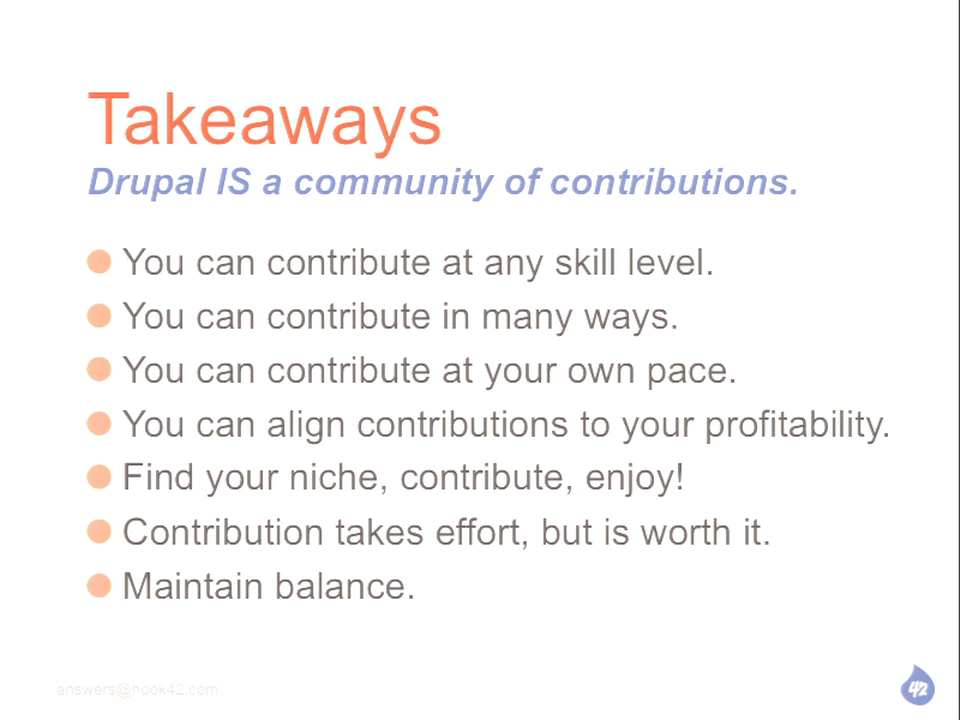 Takeaways
Drupal IS a community of contributions.
You can contribute at any skill level.
You can contribute in many ways.
You can contribute at your own pace.
You can align contributions to your profitability.
Find your niche, contribute, enjoy!
Contribution takes effort, but is worth it.
Maintain balance.
answers@hook42.com
42